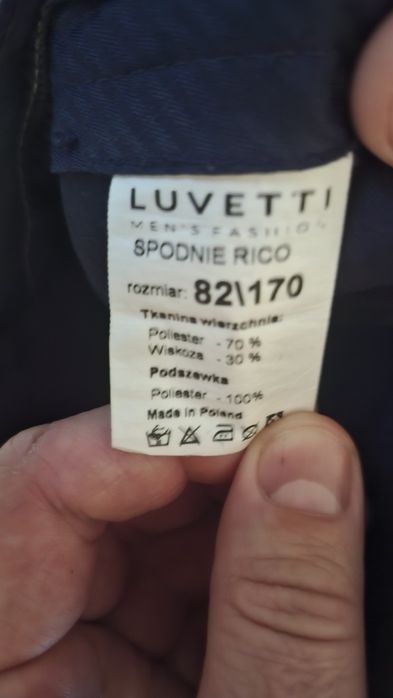 LUVETTI
MEN'S FASHION
SPODNIE RICO
rozmiar: 82\170
Tkanina wierzchnia:
Poliester - 70 %
Wiskoza - 30 %
Podszewka
Poliester - 100%
Made in Poland